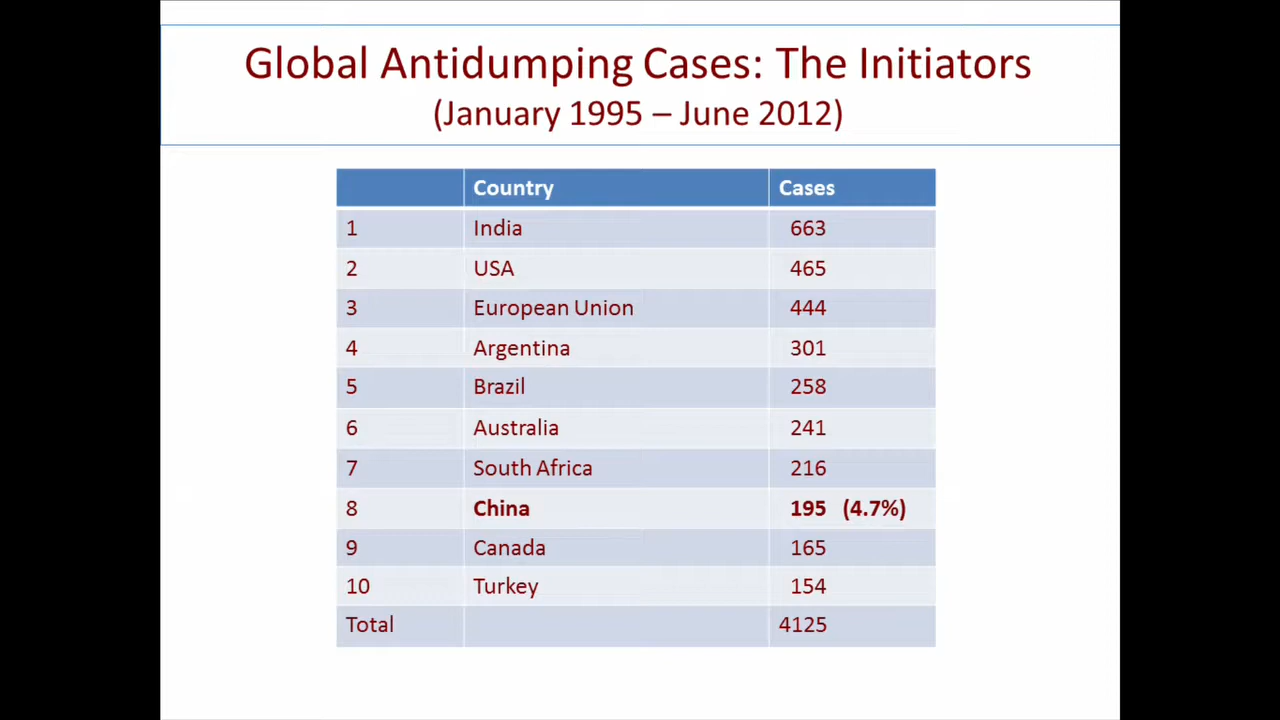 Global Antidumping Cases: The Initiators
(January 1995 – June 2012)
Country Cases
1 India 663
2 USA 465
3 European Union 444
4 Argentina 301
5 Brazil 258
6 Australia 241
7 South Africa 216
8 China 195 (4.7%)
9 Canada 165
10 Turkey 154
Total 4125